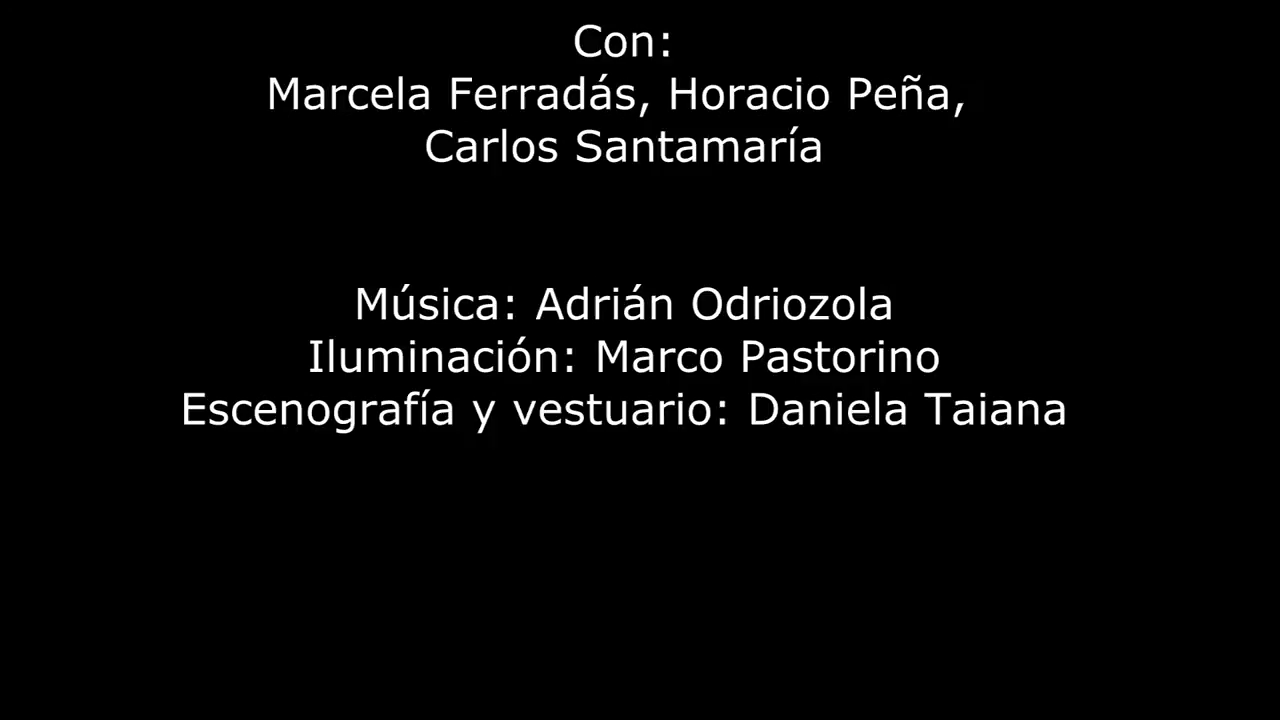 Con:
Marcela Ferradás, Horacio Peña,
Carlos Santamaría
Música: Adrián Odriozola
Iluminación: Marco Pastorino
Escenografía y vestuario: Daniela Taiana